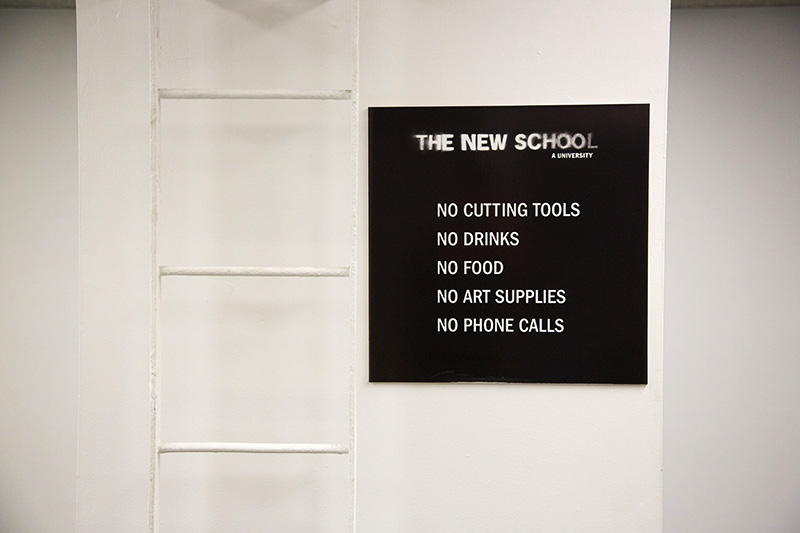 THE NEW SCHOOL
A UNIVERSITY
NO CUTTING TOOLS
NO DRINKS
NO FOOD
NO ART SUPPLIES
NO PHONE CALLS